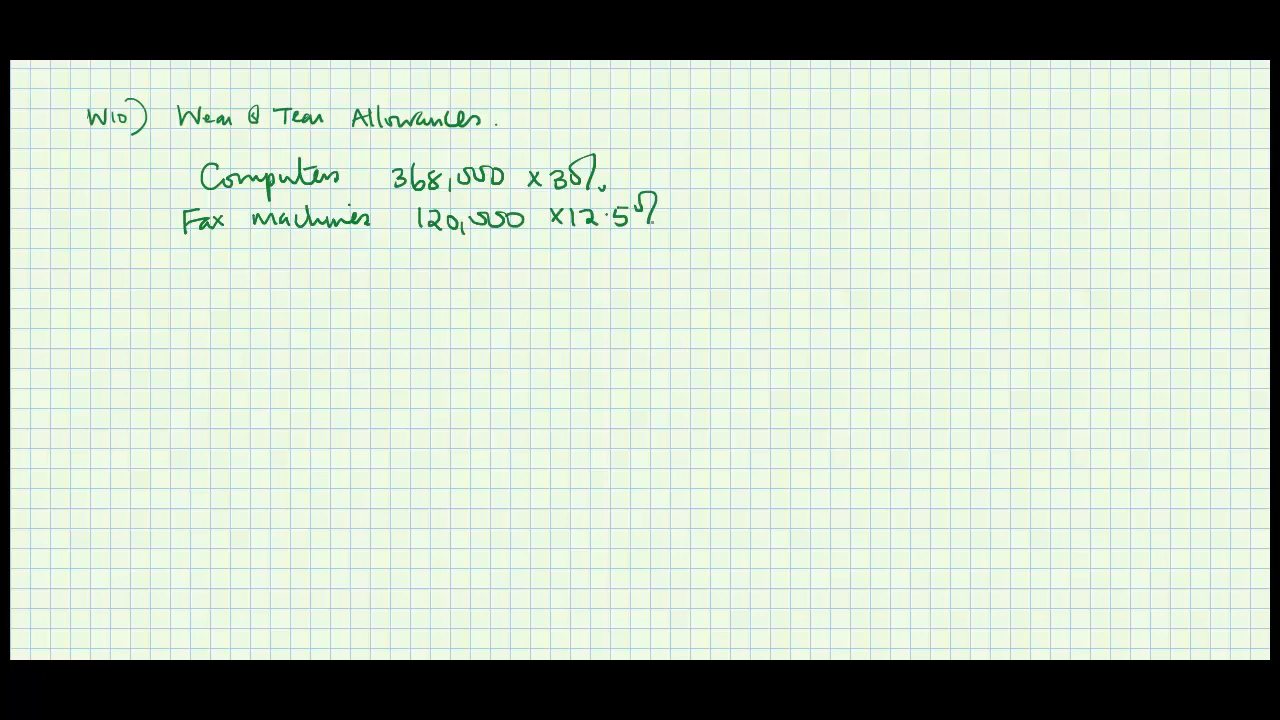 W10) Wear & Tear Allowances.
Computers 368,000 x 30%.
Fax machines 120,000 x 12.5%